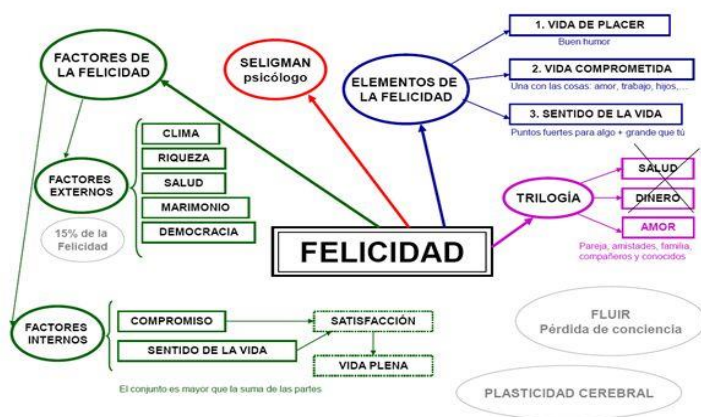 FACTORES DE
LA FELICIDAD
SELIGMAN
psicólogo
ELEMENTOS DE
LA FELICIDAD
1. VIDA DE PLACER
Buen humor
2. VIDA COMPROMETIDA
Una con las cosas: amor, trabajo, hijos,...
3. SENTIDO DE LA VIDA
Puntos fuertes para algo + grande que tú
FACTORES
EXTERNOS
CLIMA
RIQUEZA
SALUD
MARIMONIO
DEMOCRACIA
15% de la
Felicidad
FELICIDAD
TRILOGÍA
SALUD
DINERO
AMOR
Pareja, amistades, familia,
compañeros y conocidos
FACTORES
INTERNOS
COMPROMISO
SENTIDO DE LA VIDA
SATISFACCIÓN
VIDA PLENA
El conjunto es mayor que la suma de las partes
FLUIR
Pérdida de conciencia
PLASTICIDAD CEREBRAL